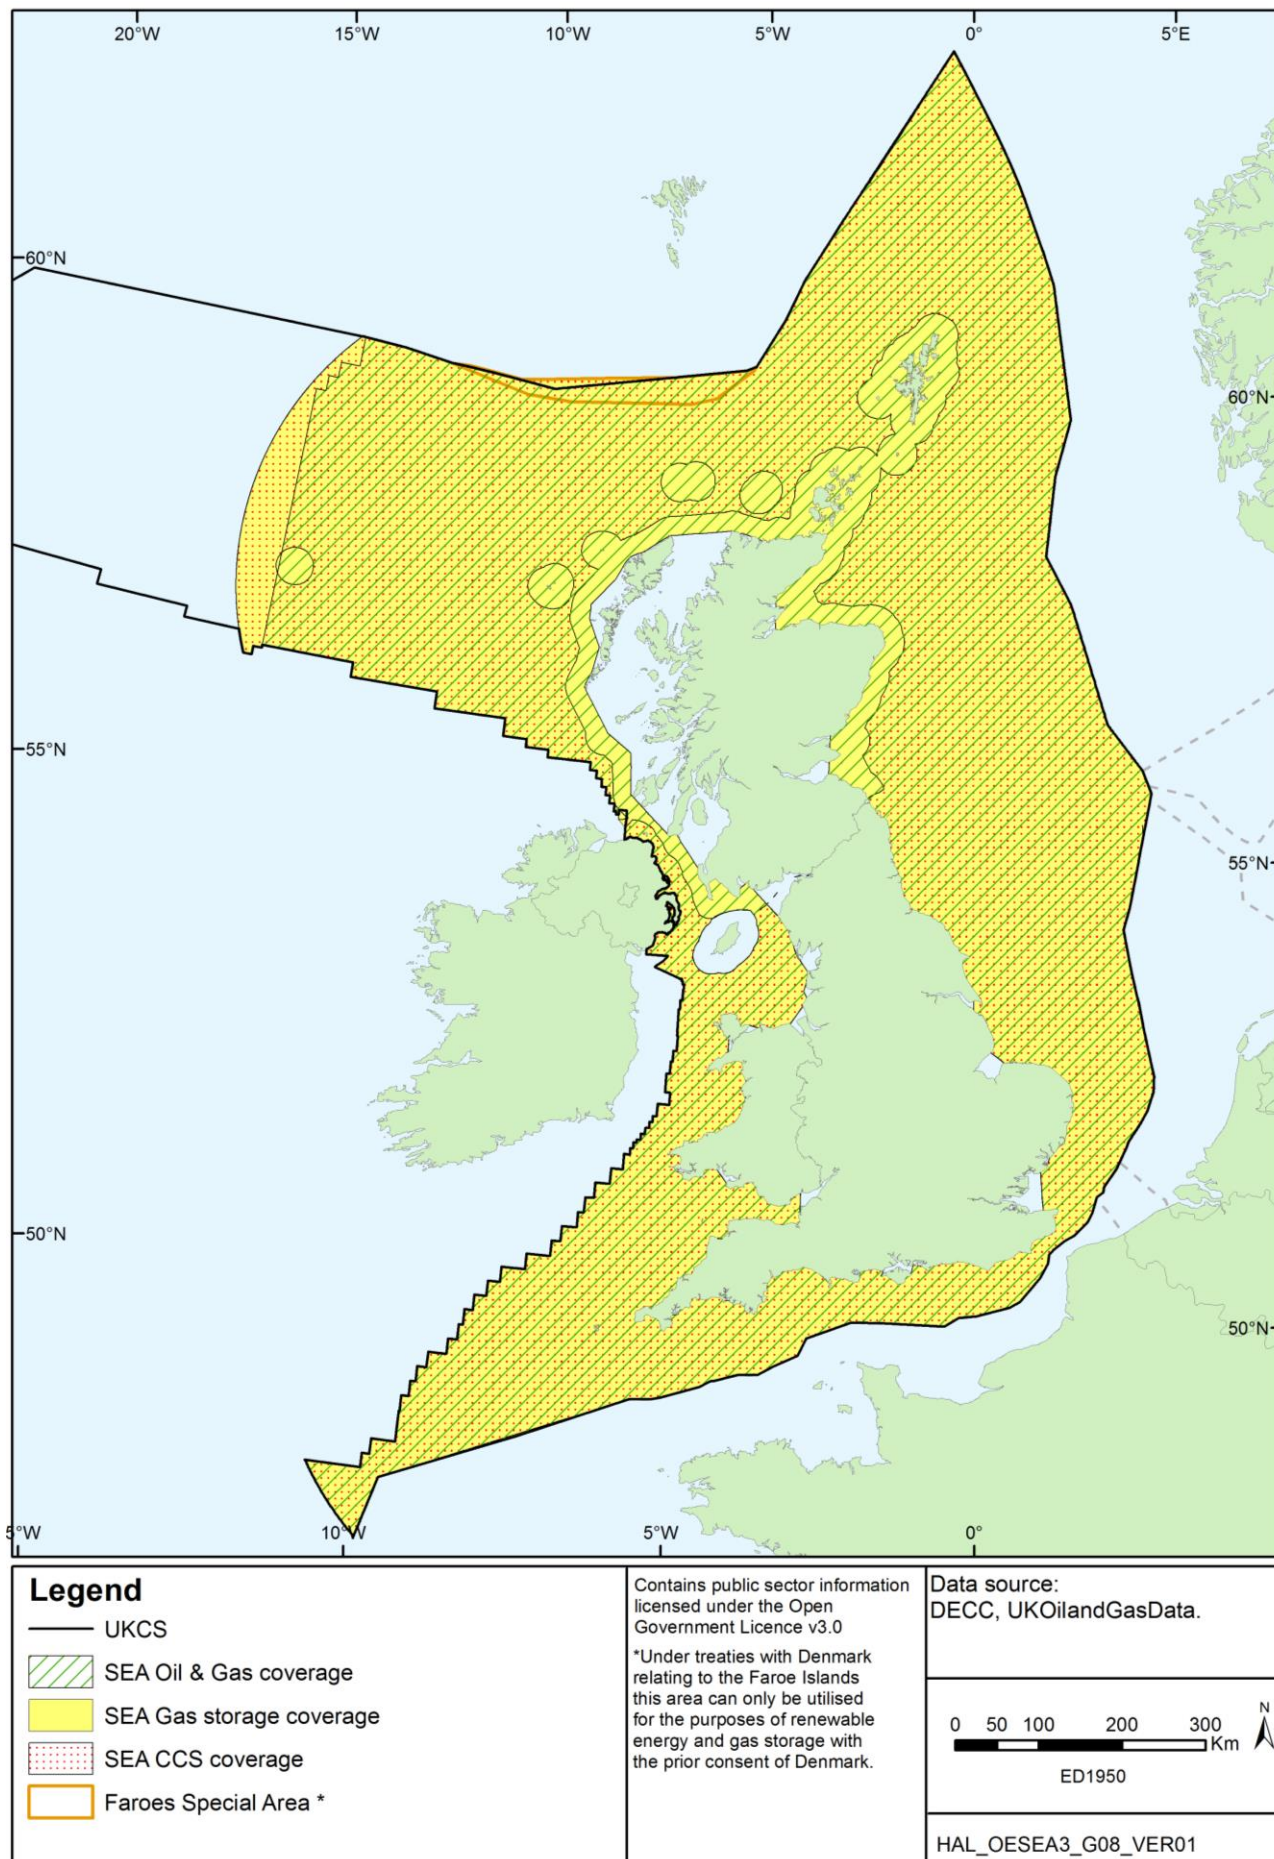 20°W 15°W 10°W 5°W 0° 5°E
60°N
60°N
55°N
55°N
50°N
50°N
5°W 10°W 5°W 0°
Legend
UKCS
SEA Oil & Gas coverage
SEA Gas storage coverage
SEA CCS coverage
Faroes Special Area *
Contains public sector information
licensed under the Open
Government Licence v3.0
*Under treaties with Denmark
relating to the Faroe Islands
this area can only be utilised
for the purposes of renewable
energy and gas storage with
the prior consent of Denmark.
Data source:
DECC, UKOilandGasData.
N
0 50 100 200 300
Km
ED1950
HAL_OESEA3_G08_VER01